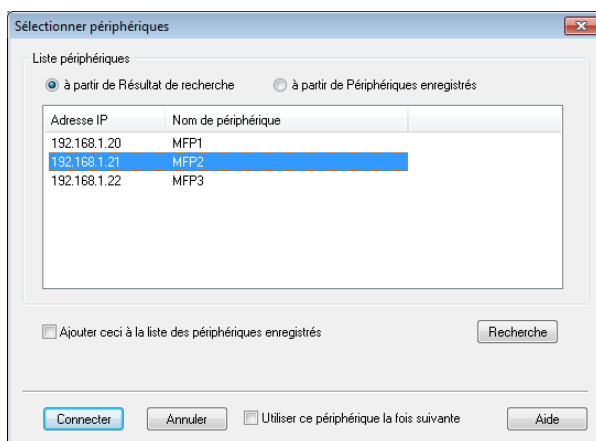 Sélectionner périphériques
Liste périphériques
à partir de Résultat de recherche à partir de Périphériques enregistrés
Adresse IP Nom de périphérique
192.168.1.20 MFP1
192.168.1.21 MFP2
192.168.1.22 MFP3
Ajouter ceci à la liste des périphériques enregistrés Recherche
Connecter Annuler Utiliser ce périphérique la fois suivante Aide